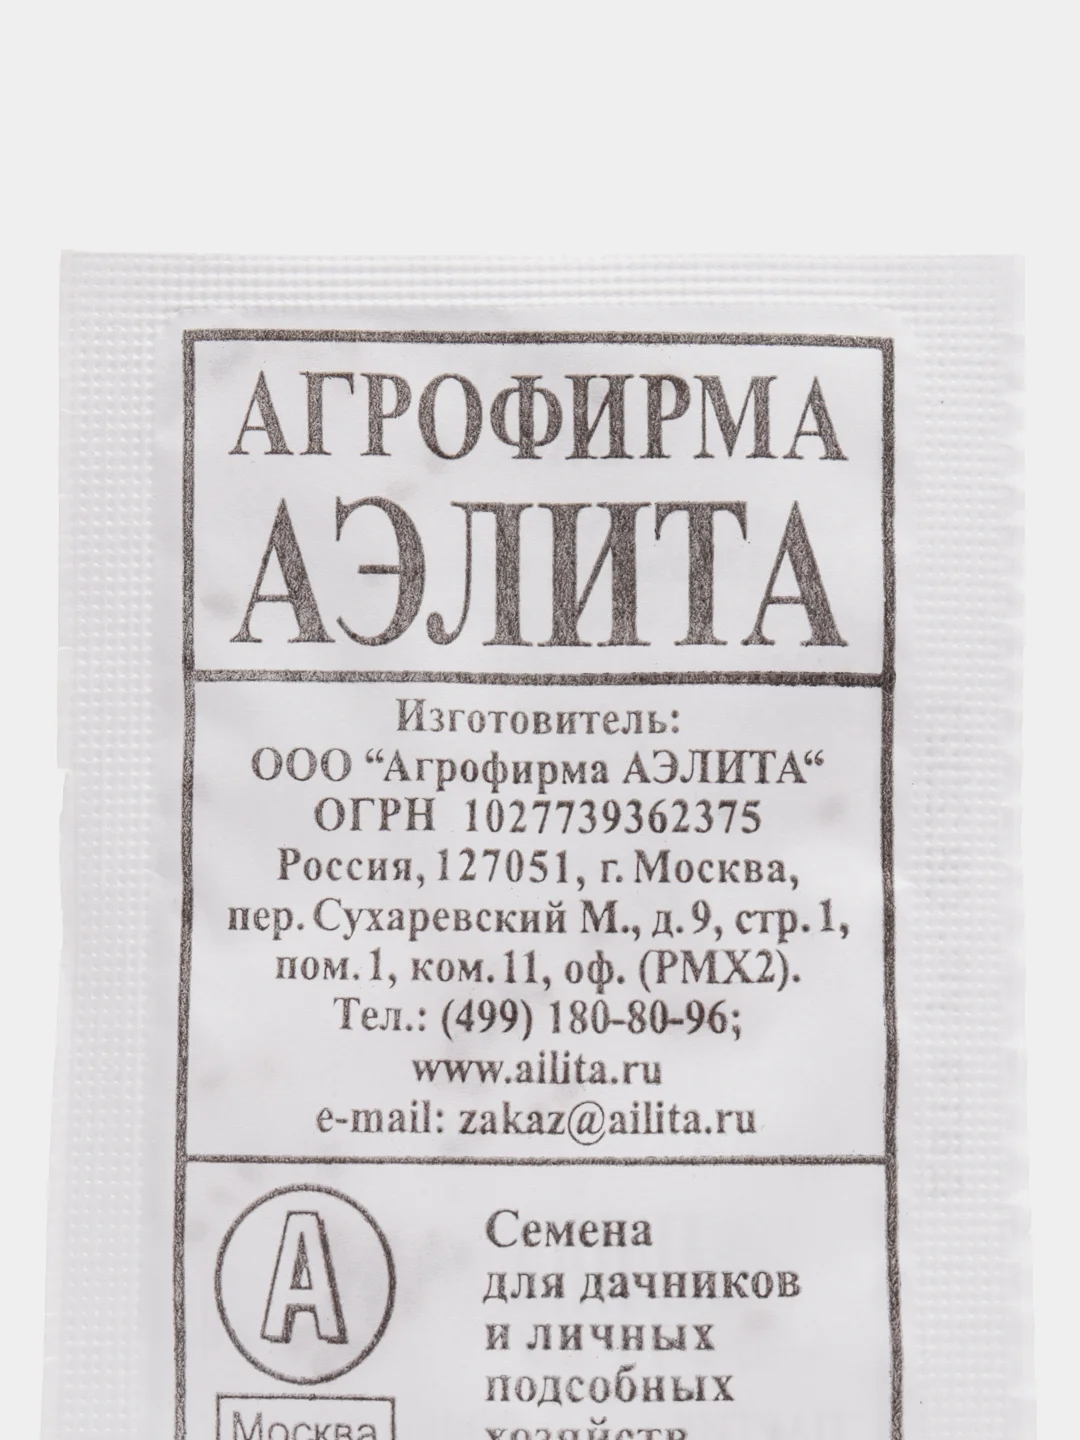 АГРОФИРМА
АЭЛИТА
Изготовитель:
ООО “Агрофирма АЭЛИТА“
ОГРН 1027739362375
Россия, 127051, г. Москва,
пер. Сухаревский М., д. 9, стр. 1,
пом. 1, ком. 11, оф. (РМХ2).
Тел.: (499) 180-80-96;
www.ailita.ru
e-mail: zakaz@ailita.ru
А
Москва
Семена
для дачников
и личных
подсобных
хозяйств